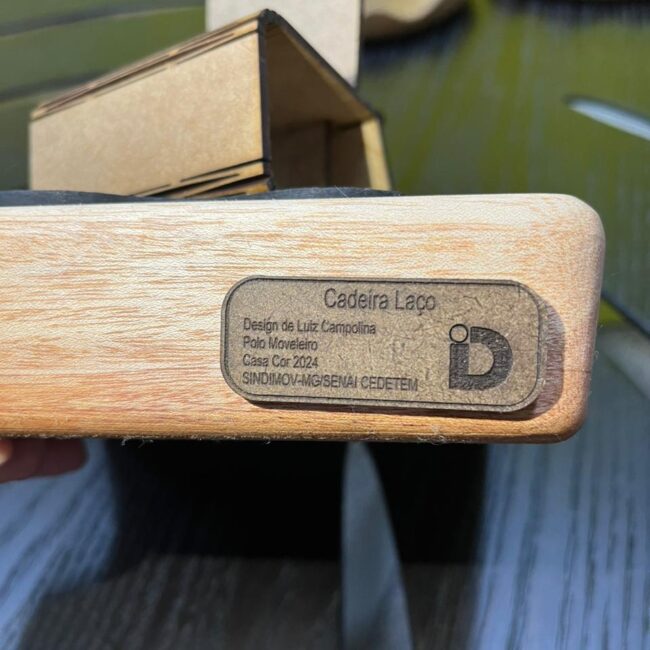 Cadeira Laço
Design de Luiz Campolina
Polo Moveleiro
Casa Cor 2024
SINDIMOV-MG/SENAI CEDETEM
iD